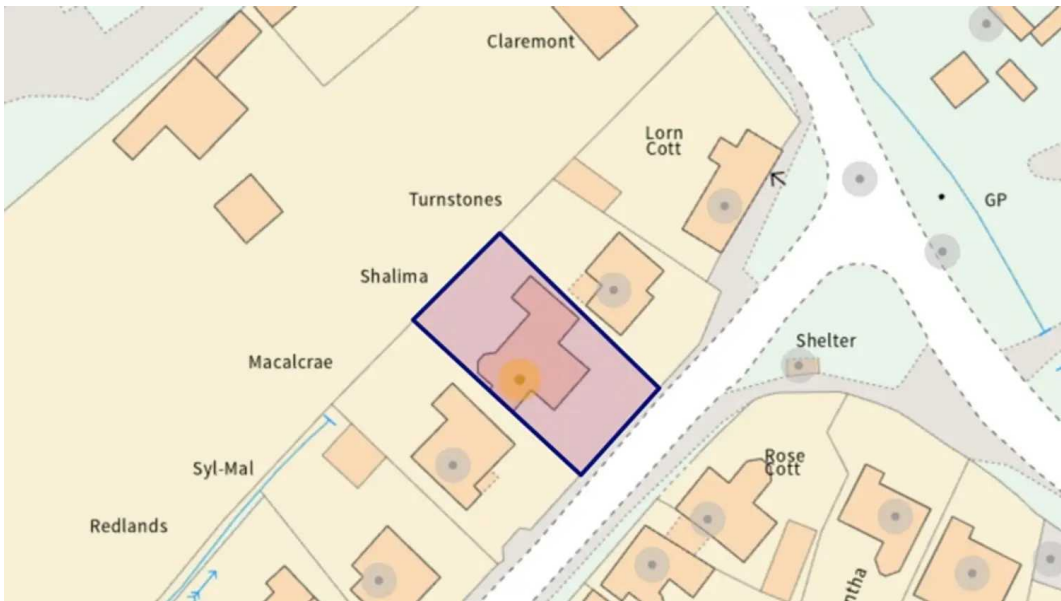 Claremont
Lorn
Cott
Turnstones
GP
Shalima
Shelter
Macalcrae
Rose
Cott
Syl-Mal
Redlands